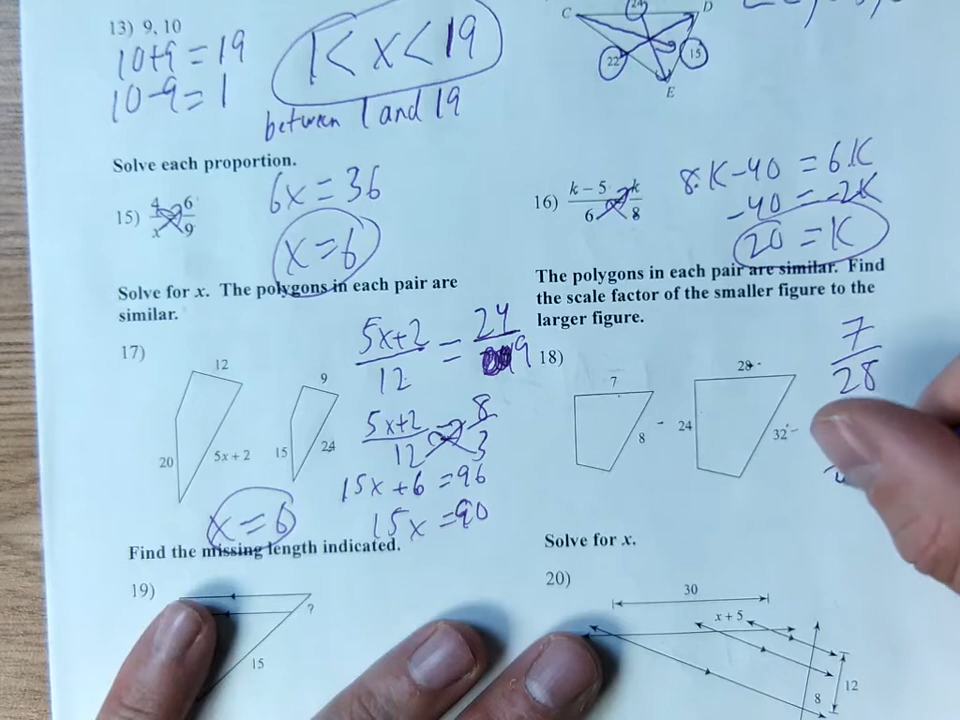 13) 9, 10
10+9 = 19
10-9 = 1
1 < x < 19
between 1 and 19
C
24
D
22
15
E
Solve each proportion.
15) 4/x 6/9
6x = 36
x = 6
16) k – 5/6 k/8
8·K-40 = 6K
-40 = -2K
20 = K
Solve for x. The polygons in each pair are
similar.
17)
12
9
20
5x + 2
15
24
5x+2/12 = 24/9
5x+2/12 = 8/3
15x + 6 = 96
15x = 90
x = 6
The polygons in each pair are similar. Find
the scale factor of the smaller figure to the
larger figure.
18)
7
8
28
24
32
7/28
Find the missing length indicated.
19)
?
15
Solve for x.
20)
30
x + 5
8
12